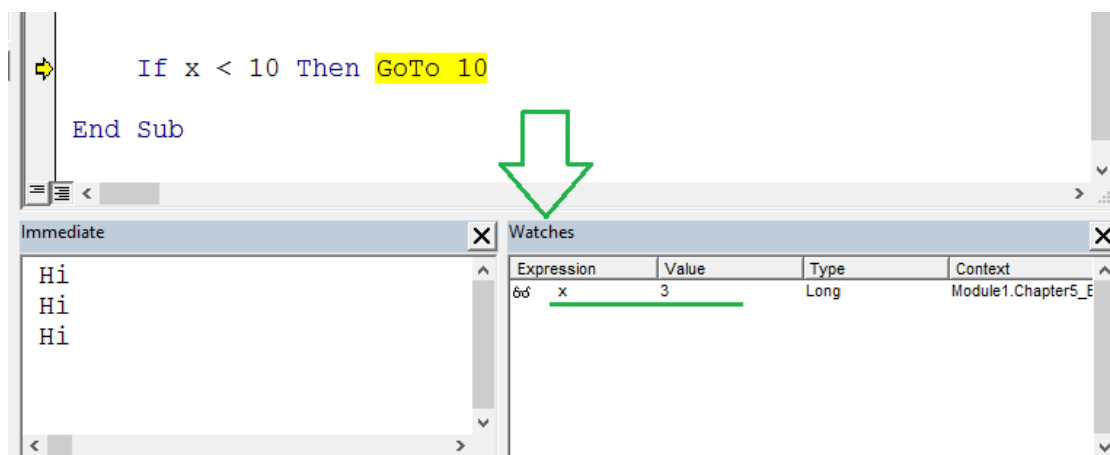 If x < 10 Then GoTo 10
End Sub
Immediate
Hi
Hi
Hi
Watches
Expression Value Type Context
x 3 Long Module1.Chapter5_E